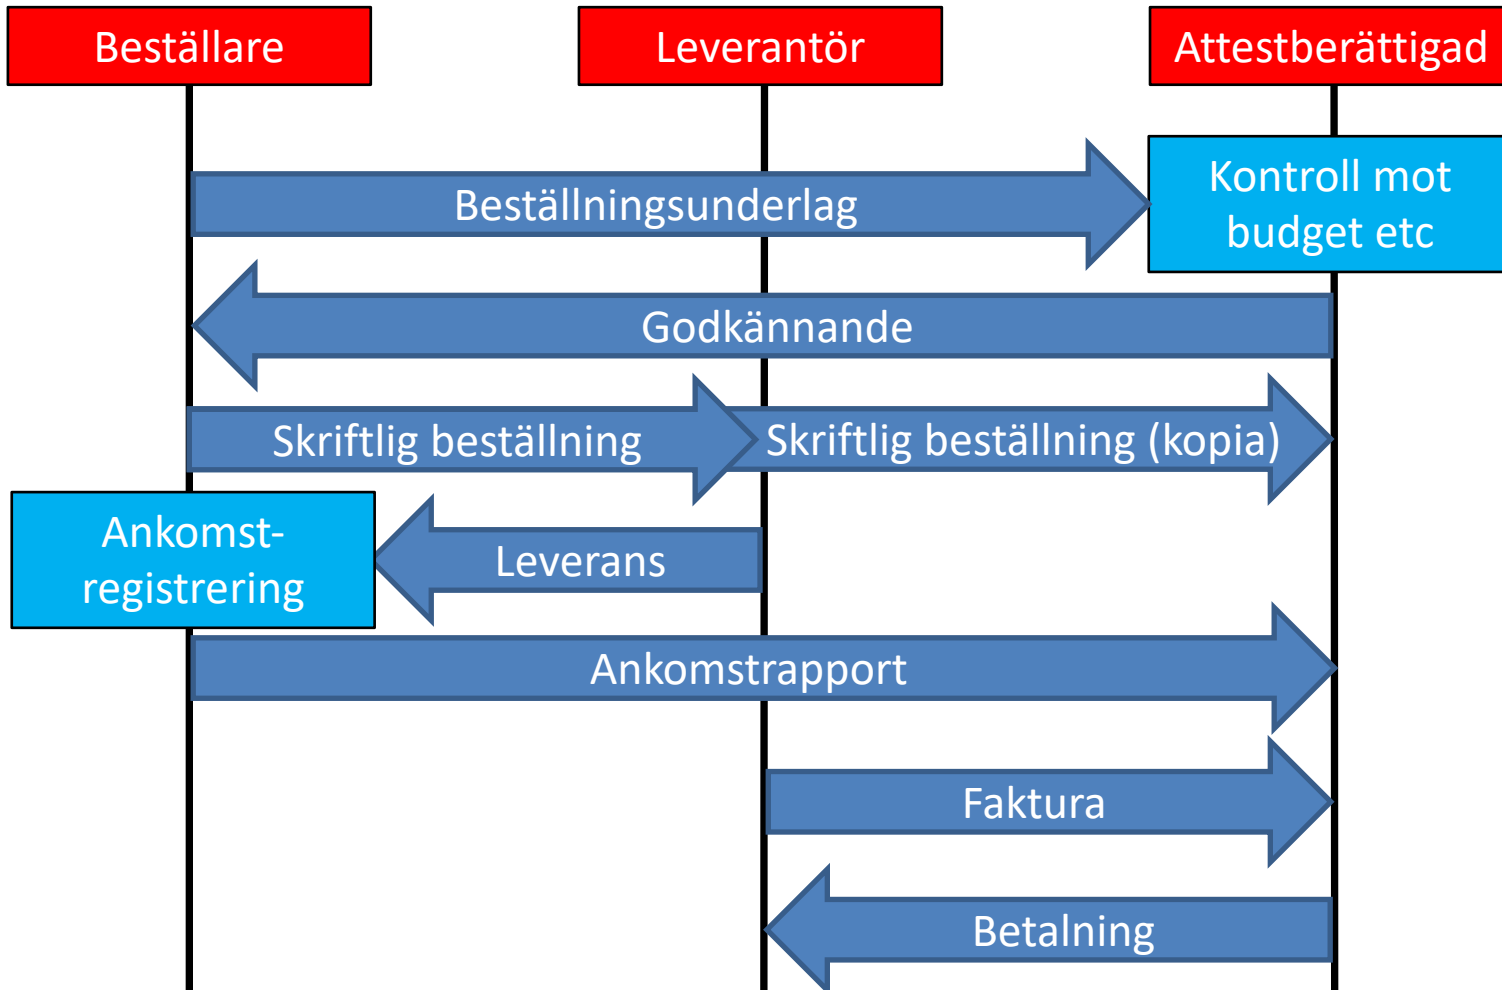 Beställare
Leverantör
Attestberättigad
Beställningsunderlag
Kontroll mot
budget etc
Godkännande
Skriftlig beställning
Skriftlig beställning (kopia)
Ankomst-
registrering
Leverans
Ankomstrapport
Faktura
Betalning